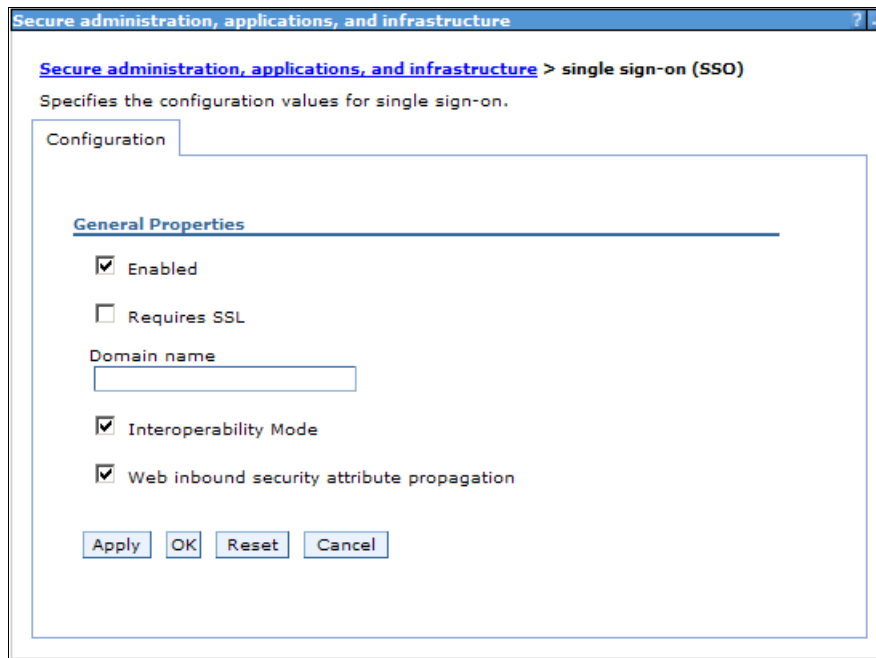 Secure administration, applications, and infrastructure ?
Secure administration, applications, and infrastructure > single sign-on (SSO)
Specifies the configuration values for single sign-on.
Configuration
General Properties
Enabled
Requires SSL
Domain name
Interoperability Mode
Web inbound security attribute propagation
Apply OK Reset Cancel